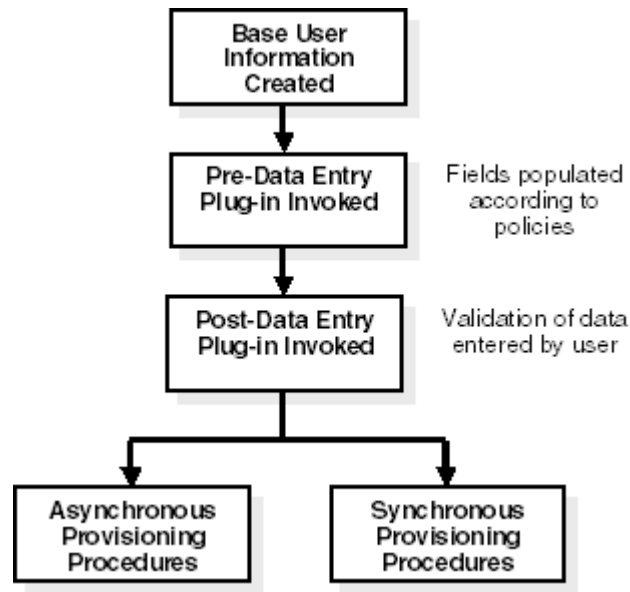 Base User
Information
Created
Pre-Data Entry
Plug-in Invoked
Fields populated
according to
policies
Post-Data Entry
Plug-in Invoked
Validation of data
entered by user
Asynchronous
Provisioning
Procedures
Synchronous
Provisioning
Procedures